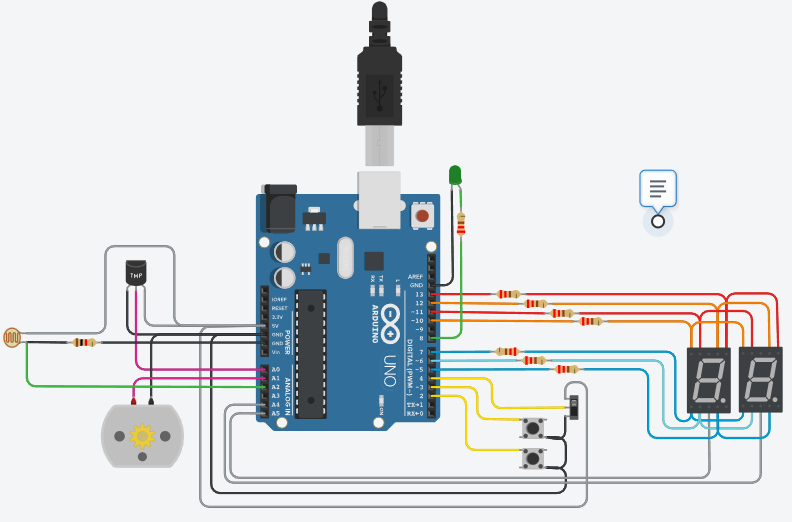 TMP
AREF
GND
13
12
~11
~10
~9
8
7
~6
~5
4
~3
2
TX→1
RX←0
IOREF
RESET
3.3V
5V
GND
GND
Vin
POWER
A0
A1
A2
A3
A4
A5
ANALOG IN
RX
TX
L
ARDUINO
UNO
DIGITAL (PWM~)
ON